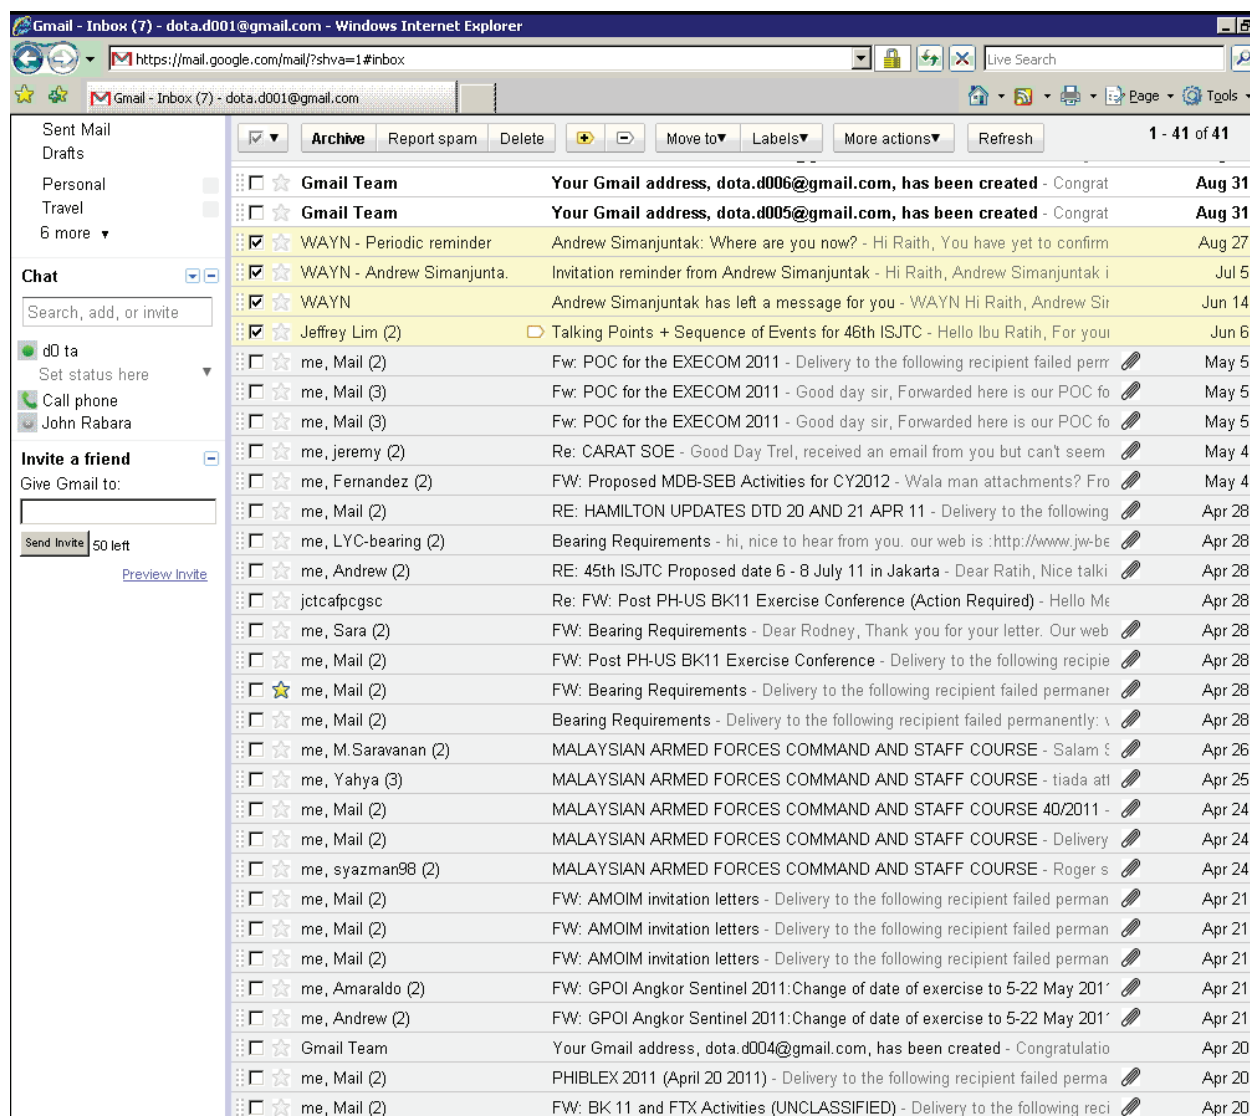 Gmail - Inbox (7) - dota.d001@gmail.com - Windows Internet Explorer
https://mail.google.com/mail/?shva=1#inbox
Live Search
Gmail - Inbox (7) - dota.d001@gmail.com
Page
Tools
Sent Mail
Drafts
Personal
Travel
6 more ▼
Chat
Search, add, or invite
d0 ta
Set status here
Call phone
John Rabara
Invite a friend
Give Gmail to:
Send Invite 50 left
Preview Invite
Archive Report spam Delete Move to▼ Labels▼ More actions▼ Refresh 1 - 41 of 41
Gmail Team Your Gmail address, dota.d006@gmail.com, has been created - Congrat Aug 31
Gmail Team Your Gmail address, dota.d005@gmail.com, has been created - Congrat Aug 31
WAYN - Periodic reminder Andrew Simanjuntak: Where are you now? - Hi Raith, You have yet to confirm Aug 27
WAYN - Andrew Simanjunta. Invitation reminder from Andrew Simanjuntak - Hi Raith, Andrew Simanjuntak i Jul 5
WAYN Andrew Simanjuntak has left a message for you - WAYN Hi Raith, Andrew Sir Jun 14
Jeffrey Lim (2) Talking Points + Sequence of Events for 46th ISJTC - Hello Ibu Ratih, For your Jun 6
me, Mail (2) Fw: POC for the EXECOM 2011 - Delivery to the following recipient failed perm May 5
me, Mail (3) Fw: POC for the EXECOM 2011 - Good day sir, Forwarded here is our POC fo May 5
me, Mail (3) Fw: POC for the EXECOM 2011 - Good day sir, Forwarded here is our POC fo May 5
me, jeremy (2) Re: CARAT SOE - Good Day Trel, received an email from you but can't seem May 4
me, Fernandez (2) FW: Proposed MDB-SEB Activities for CY2012 - Wala man attachments? Fro May 4
me, Mail (2) RE: HAMILTON UPDATES DTD 20 AND 21 APR 11 - Delivery to the following Apr 28
me, LYC-bearing (2) Bearing Requirements - hi, nice to hear from you. our web is :http://www.jw-be Apr 28
me, Andrew (2) RE: 45th ISJTC Proposed date 6 - 8 July 11 in Jakarta - Dear Ratih, Nice talki Apr 28
jctcafpcgsc Re: FW: Post PH-US BK11 Exercise Conference (Action Required) - Hello Me Apr 28
me, Sara (2) FW: Bearing Requirements - Dear Rodney, Thank you for your letter. Our web Apr 28
me, Mail (2) FW: Post PH-US BK11 Exercise Conference - Delivery to the following recipie Apr 28
me, Mail (2) FW: Bearing Requirements - Delivery to the following recipient failed permaner Apr 28
me, Mail (2) Bearing Requirements - Delivery to the following recipient failed permanently: Apr 28
me, M.Saravanan (2) MALAYSIAN ARMED FORCES COMMAND AND STAFF COURSE - Salam Apr 26
me, Yahya (3) MALAYSIAN ARMED FORCES COMMAND AND STAFF COURSE - tiada att Apr 25
me, Mail (2) MALAYSIAN ARMED FORCES COMMAND AND STAFF COURSE 40/2011 - Apr 24
me, Mail (2) MALAYSIAN ARMED FORCES COMMAND AND STAFF COURSE - Delivery Apr 24
me, syazman98 (2) MALAYSIAN ARMED FORCES COMMAND AND STAFF COURSE - Roger s Apr 24
me, Mail (2) FW: AMOIM invitation letters - Delivery to the following recipient failed perman Apr 21
me, Mail (2) FW: AMOIM invitation letters - Delivery to the following recipient failed perman Apr 21
me, Mail (2) FW: AMOIM invitation letters - Delivery to the following recipient failed perman Apr 21
me, Amaraldo (2) FW: GPOI Angkor Sentinel 2011:Change of date of exercise to 5-22 May 201 Apr 21
me, Andrew (2) FW: GPOI Angkor Sentinel 2011:Change of date of exercise to 5-22 May 201 Apr 21
Gmail Team Your Gmail address, dota.d004@gmail.com, has been created - Congratulatio Apr 20
me, Mail (2) PHIBLEX 2011 (April 20 2011) - Delivery to the following recipient failed perma Apr 20
me, Mail (2) FW: BK 11 and FTX Activities (UNCLASSIFIED) - Delivery to the following reci Apr 20